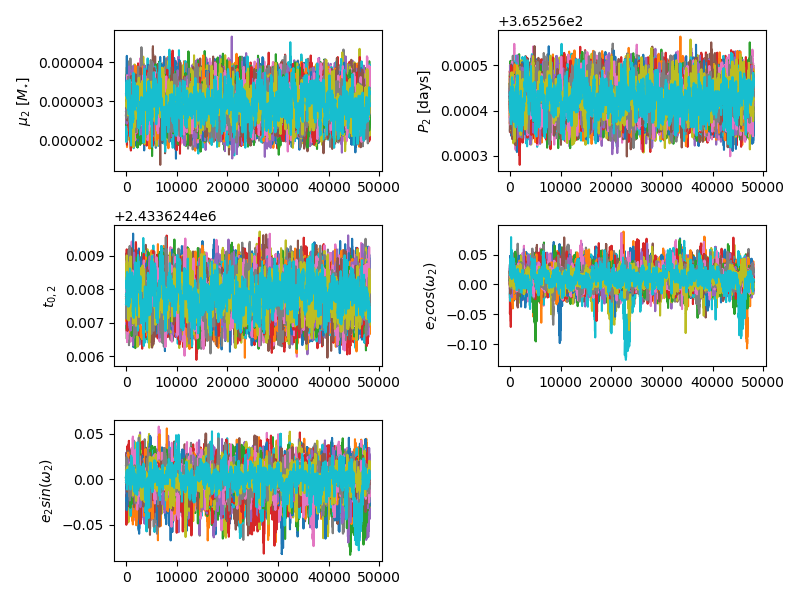 0.000004
0.000003
0.000002
μ₂ [M⋆]
0 10000 20000 30000 40000 50000
+3.65256e2
0.0005
0.0004
0.0003
P₂ [days]
0 10000 20000 30000 40000 50000
+2.4336244e6
0.009
0.008
0.007
0.006
t₀,₂
0 10000 20000 30000 40000 50000
0.05
0.00
−0.05
−0.10
e₂cos(ω₂)
0 10000 20000 30000 40000 50000
0.05
0.00
−0.05
e₂sin(ω₂)
0 10000 20000 30000 40000 50000